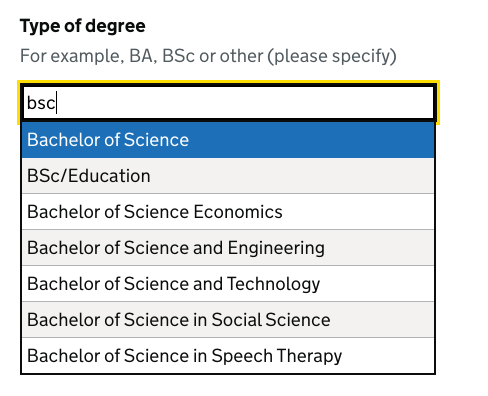 Type of degree
For example, BA, BSc or other (please specify)
bsc
Bachelor of Science
BSc/Education
Bachelor of Science Economics
Bachelor of Science and Engineering
Bachelor of Science and Technology
Bachelor of Science in Social Science
Bachelor of Science in Speech Therapy